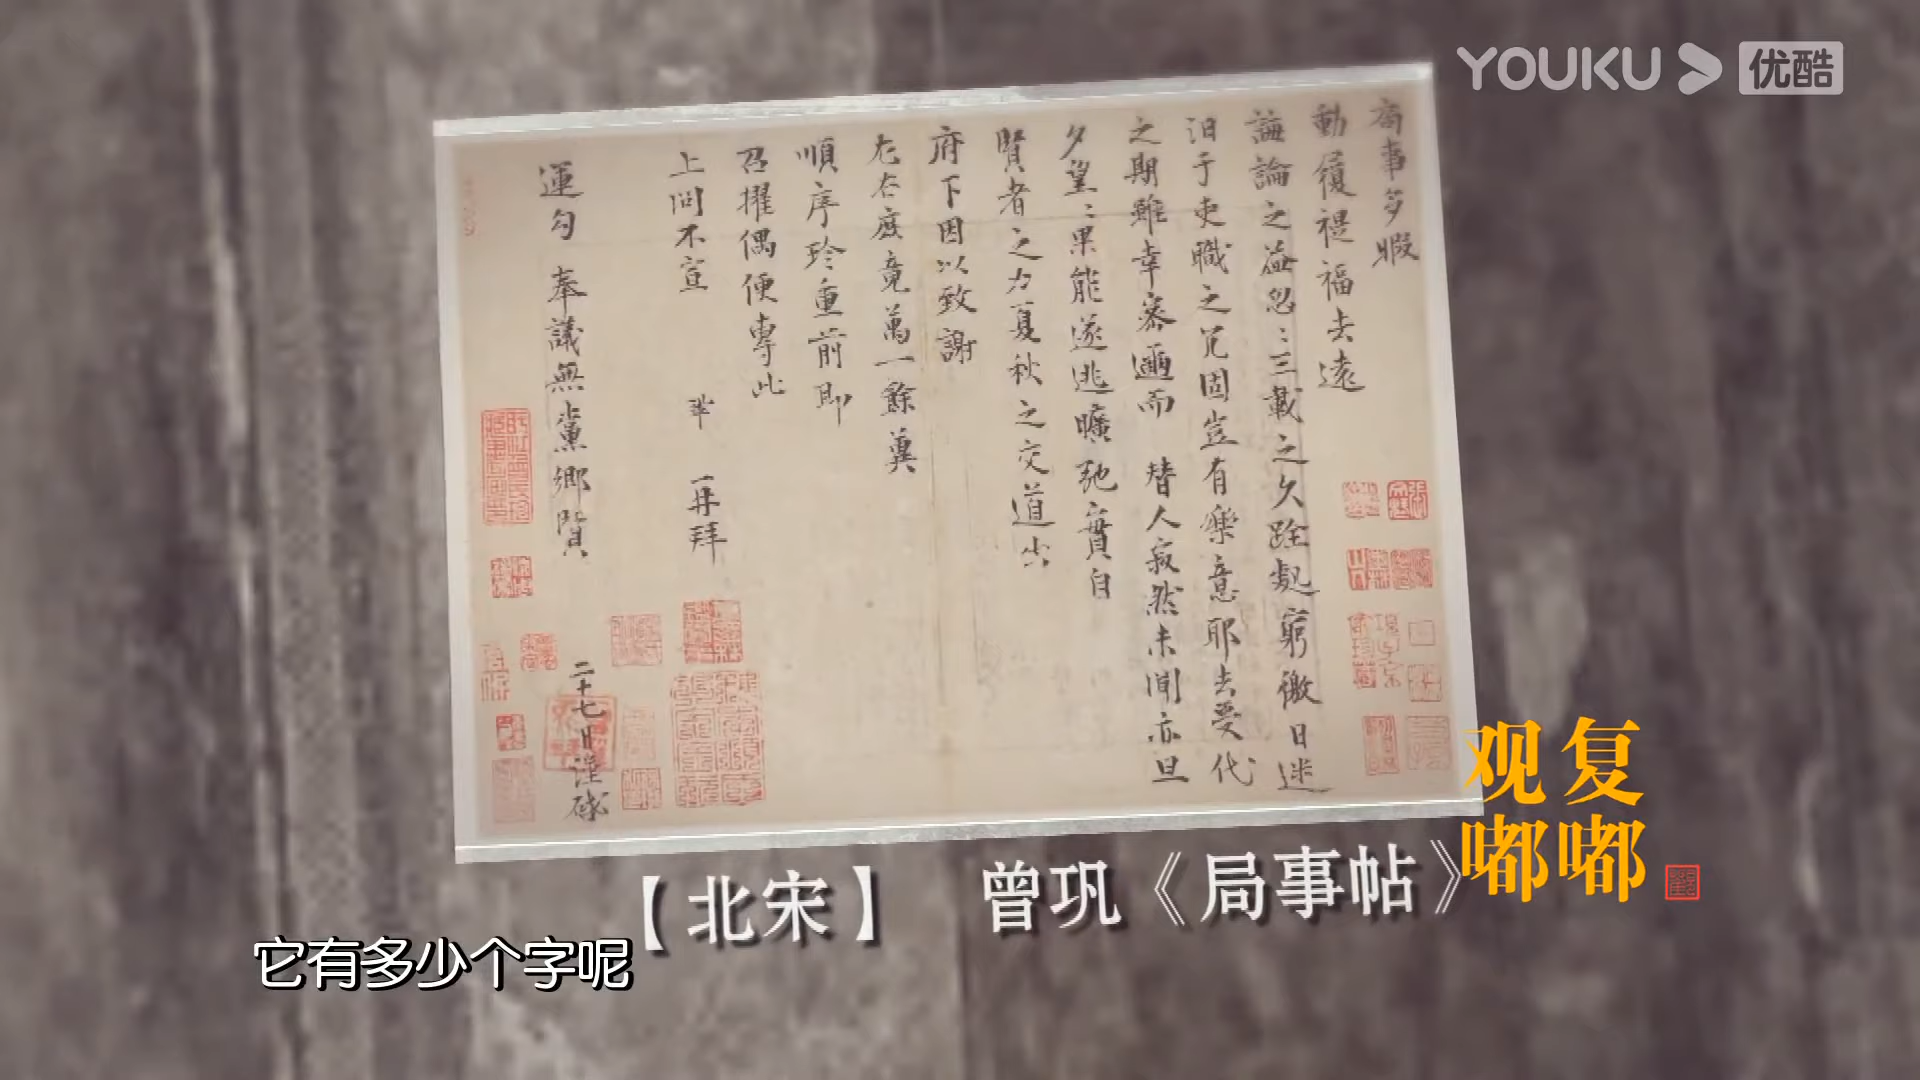 YOUKU 优酷
局事多暇
動履禔福去遠
誨論之益忽:三載之久跧處窮徼日迷
汩于吏職之冗固豈有樂意耶去受代
之期雖幸密邇而 替人寂然未聞亦旦
夕望:果能遂逃曠弛實自
賢者之力夏秋之交道出
府下因以致謝
左右庶竟萬一餘冀
順序珍重前即
召擢偶便專此
上問不宣 鞏 再拜
運勾 奉議無黨鄉賢 二十七日謹啟
观复嘟嘟
【北宋】 曾巩《局事帖》
它有多少个字呢